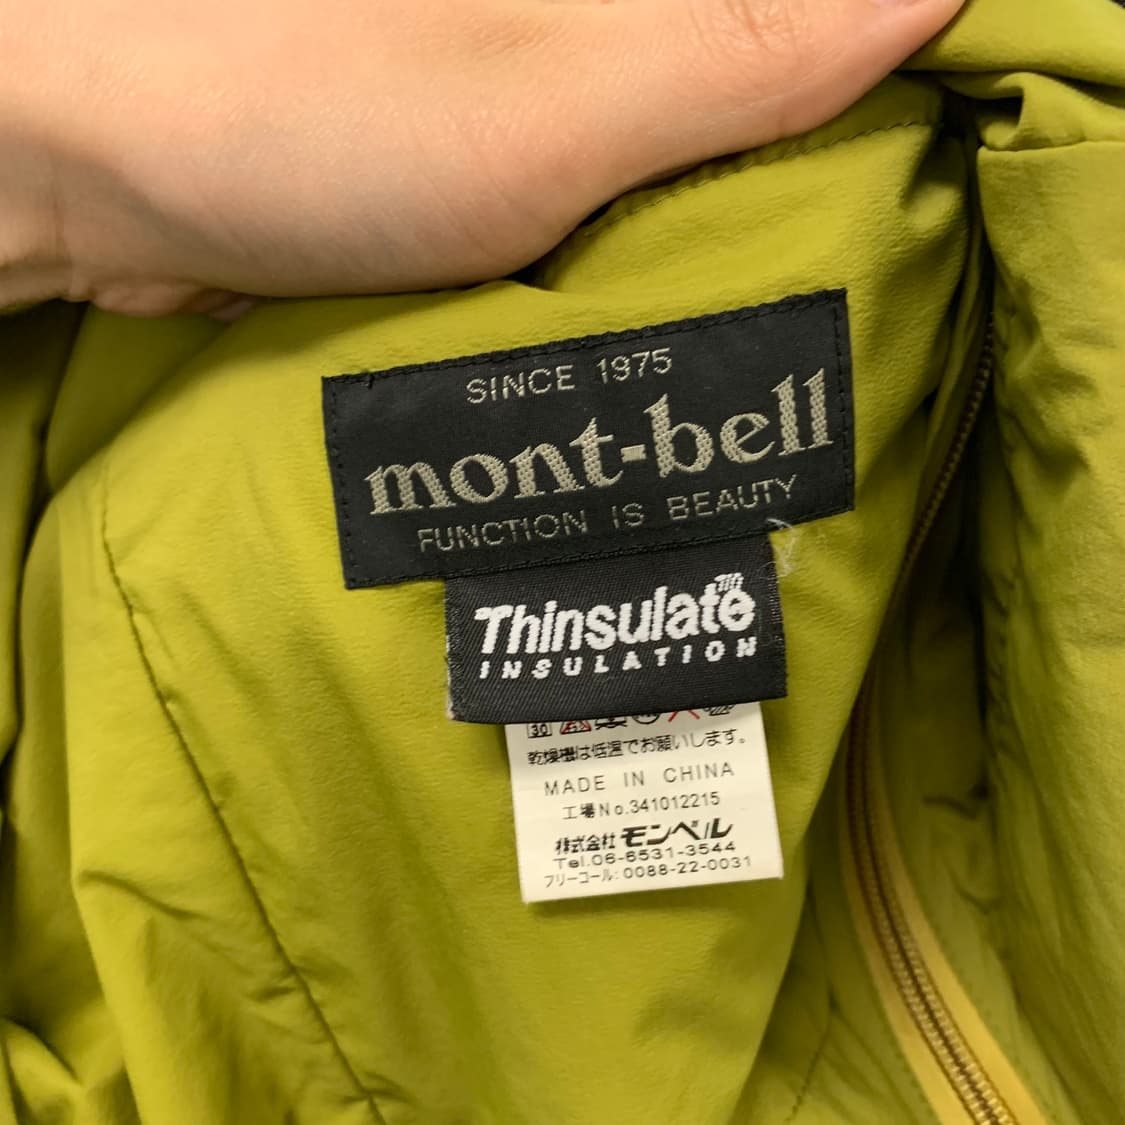 SINCE 1975
mont-bell
FUNCTION IS BEAUTY
Thinsulate™
INSULATION
30
乾燥機は低温でお願いします。
MADE IN CHINA
工場No.341012215
株式会社 モンベル
Tel.06-6531-3544
フリーコール:0088-22-0031